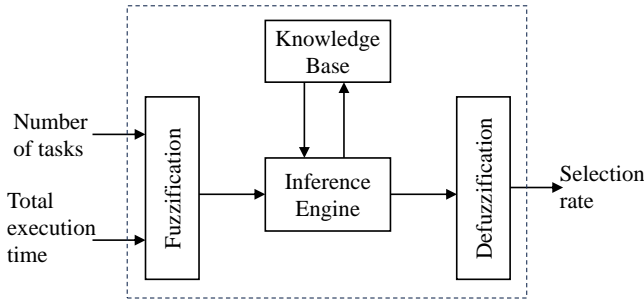 Knowledge
Base
Number
of tasks
Fuzzification
Inference
Engine
Defuzzification
Selection
rate
Total
execution
time